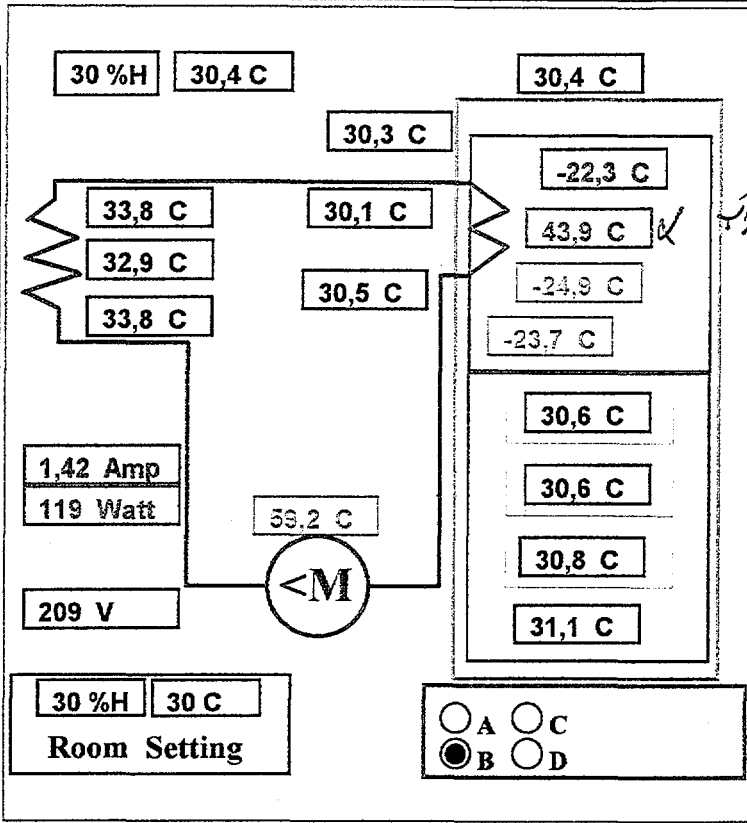 30 %H 30,4 C
30,4 C
30,3 C
-22,3 C
33,8 C
30,1 C
43,9 C
32,9 C
-24,9 C
30,5 C
33,8 C
-23,7 C
30,6 C
1,42 Amp
30,6 C
119 Watt
59,2 C
30,8 C
<M
209 V
31,1 C
30 %H 30 C
Room Setting
A C
B D